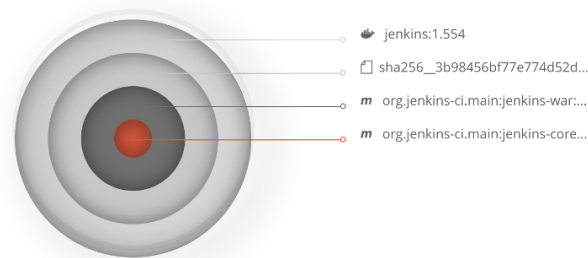 jenkins:1.554
sha256__3b98456bf77e774d52d...
m org.jenkins-ci.main:jenkins-war:...
m org.jenkins-ci.main:jenkins-core...